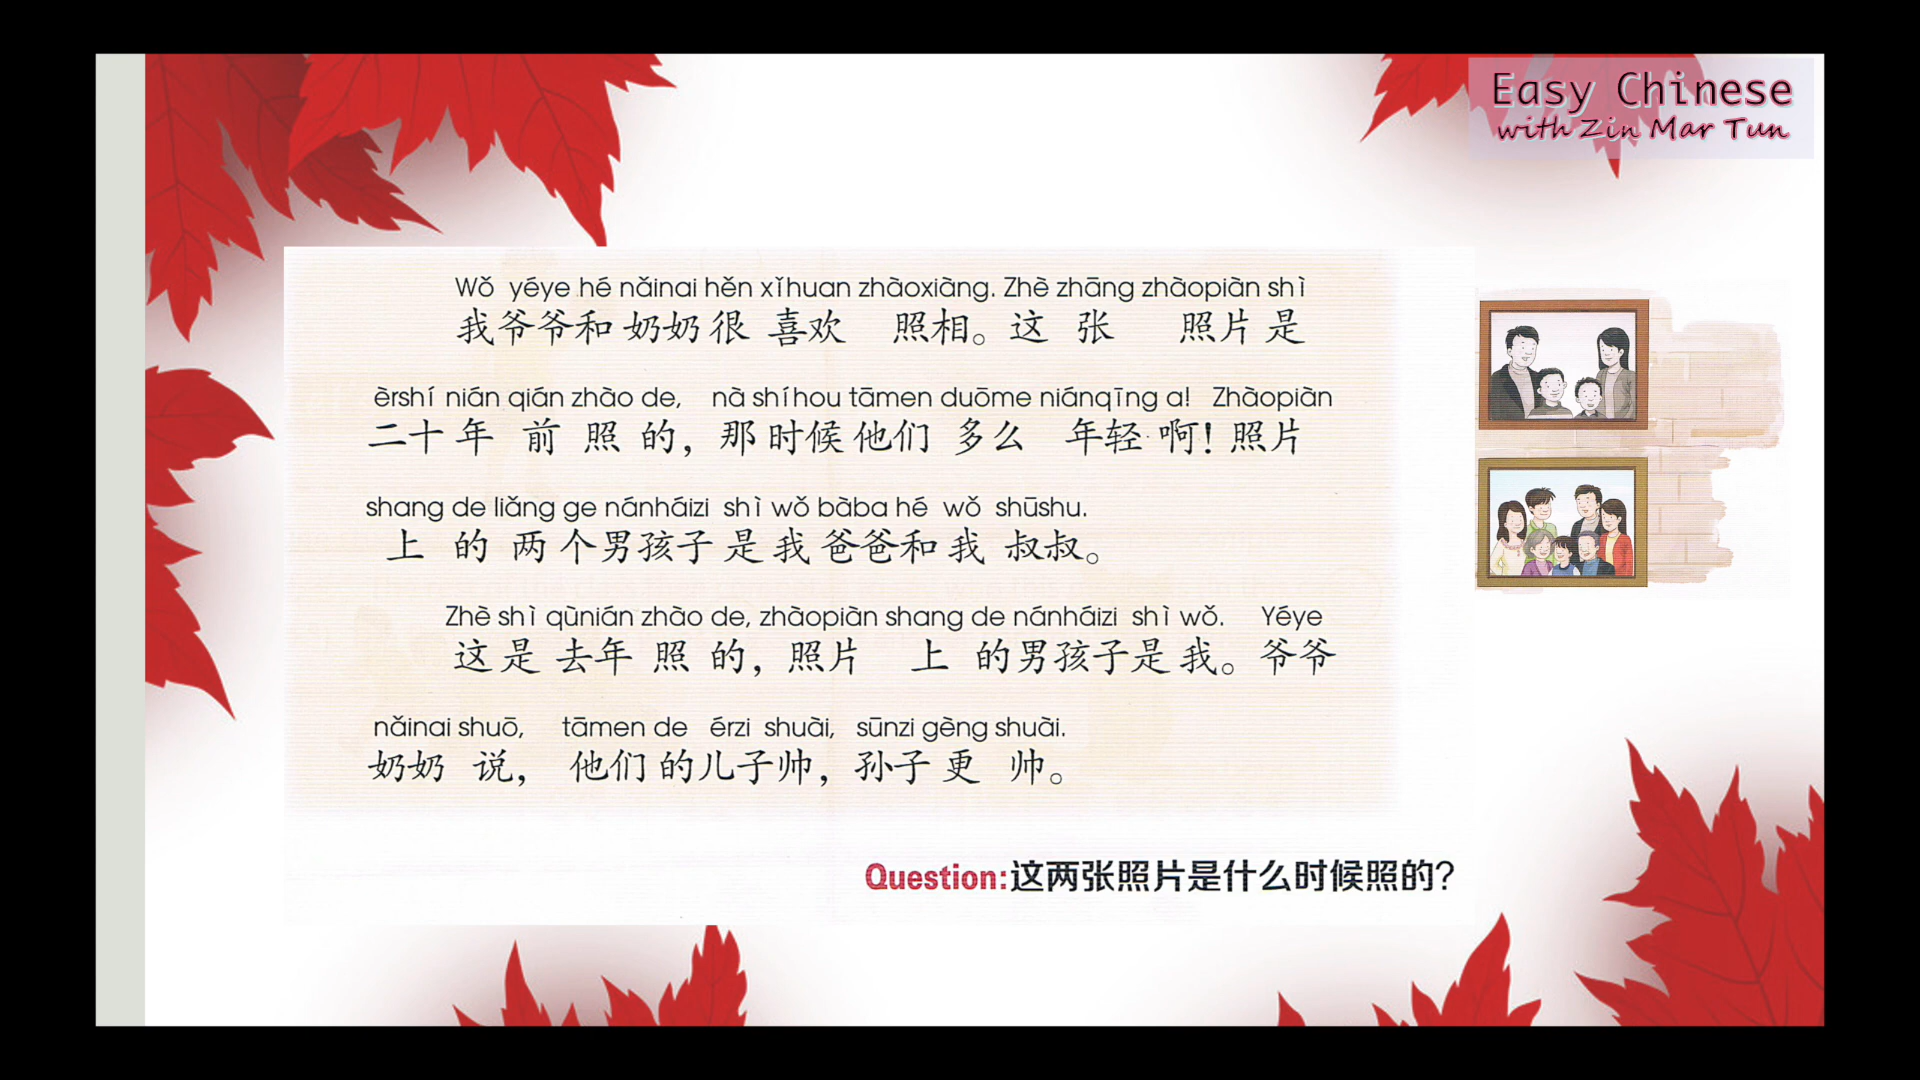 Easy Chinese
with Zin Mar Tun
Wǒ yéye hé nǎinai hěn xǐhuan zhàoxiàng. Zhè zhāng zhàopiàn shì
我爷爷和奶奶很喜欢照相。这张照片是
èrshí nián qián zhào de, nà shíhou tāmen duōme niánqīng a! Zhàopiàn
二十年前照的，那时候他们多么年轻啊！照片
shang de liǎng ge nánháizi shì wǒ bàba hé wǒ shūshu.
上的两个男孩子是我爸爸和我叔叔。
Zhè shì qùnián zhào de, zhàopiàn shang de nánháizi shì wǒ. Yéye
这是去年照的，照片上的男孩子是我。爷爷
nǎinai shuō, tāmen de érzi shuài, sūnzi gèng shuài.
奶奶说，他们的儿子帅，孙子更帅。
Question:这两张照片是什么时候照的?